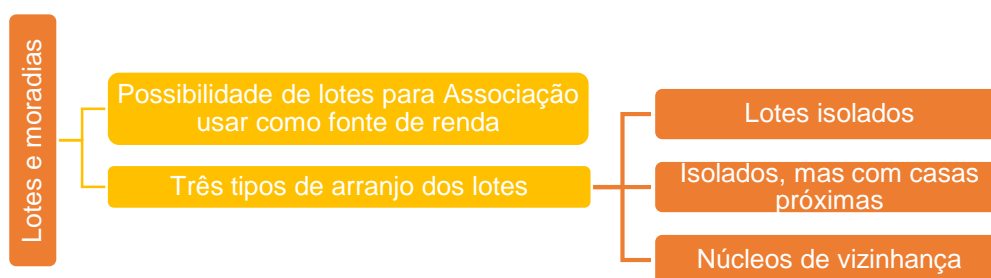 Lotes e moradias
Possibilidade de lotes para Associação
usar como fonte de renda
Três tipos de arranjo dos lotes
Lotes isolados
Isolados, mas com casas
próximas
Núcleos de vizinhança